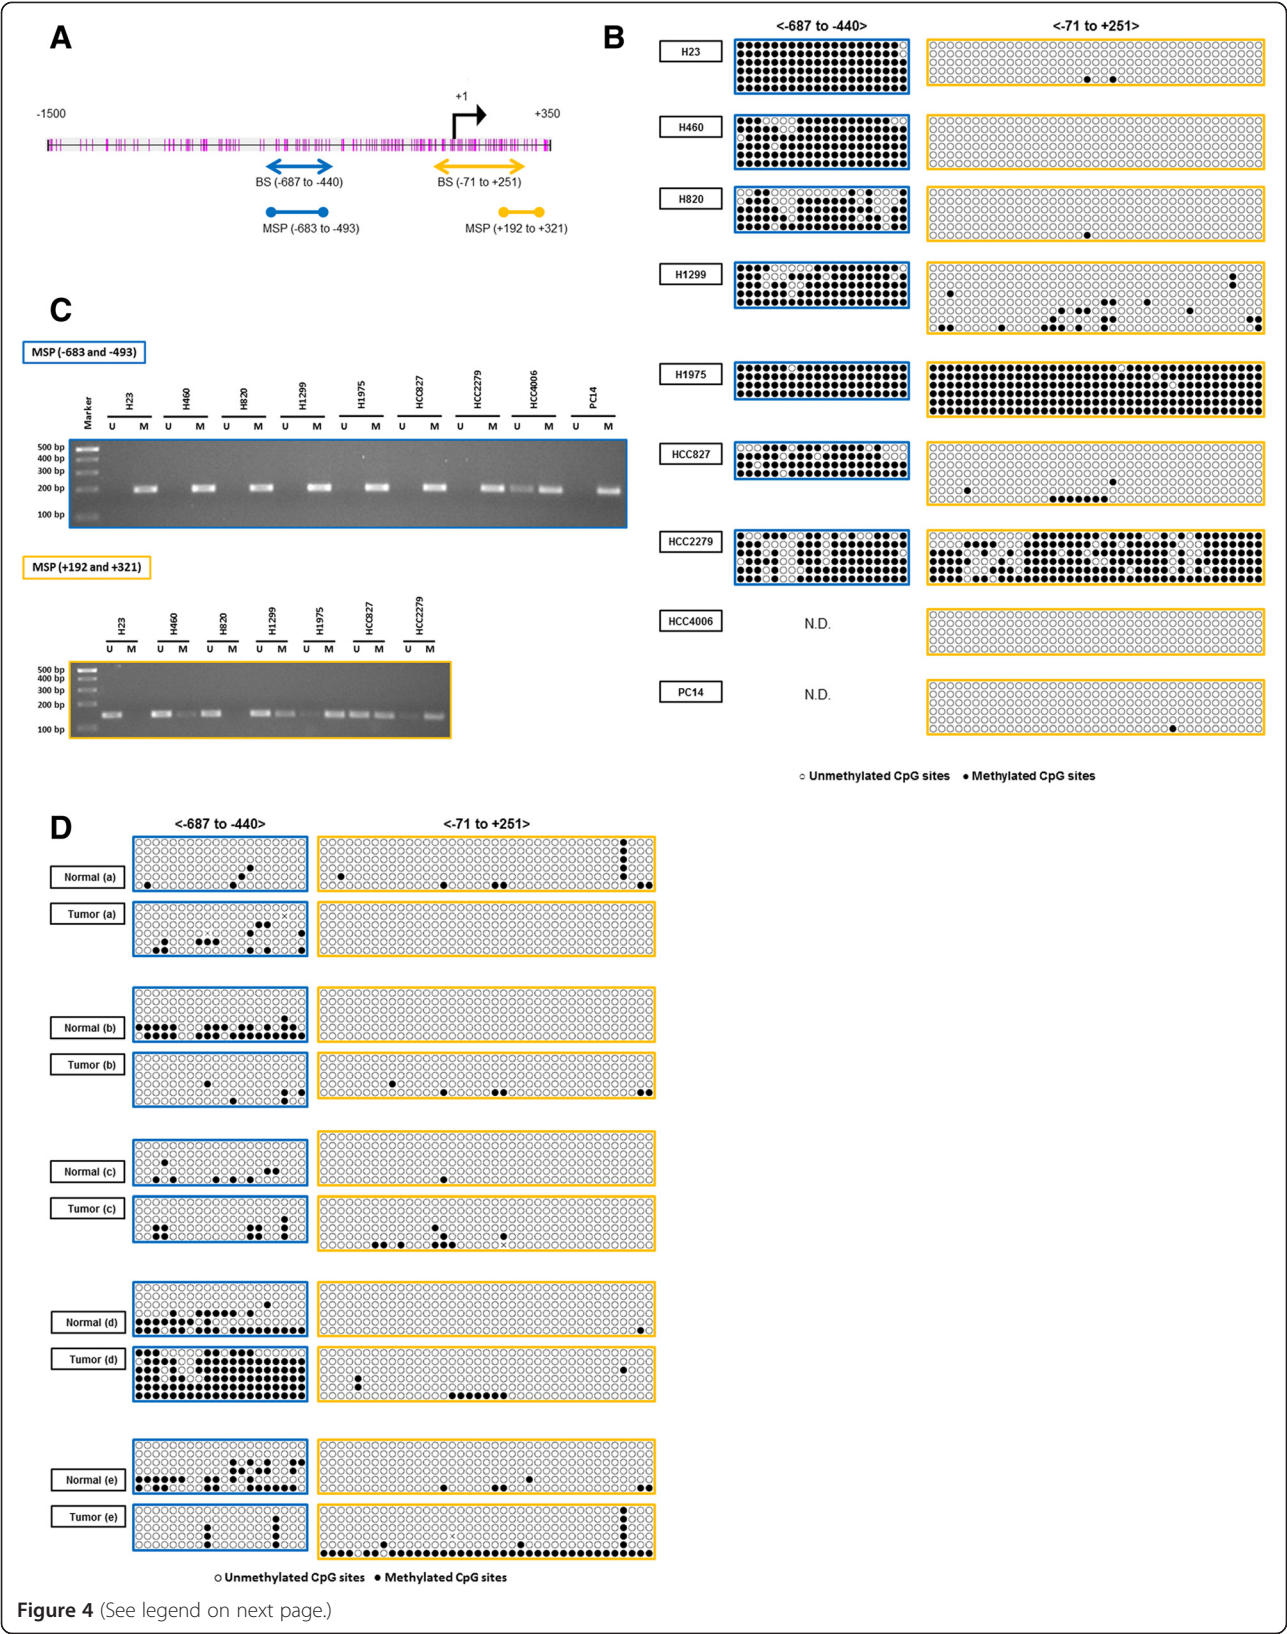 A
-1500
+1
+350
BS (-687 to -440)
BS (-71 to +251)
MSP (-683 to -493)
MSP (+192 to +321)
B
<-687 to -440>
<-71 to +251>
H23
H460
H820
H1299
H1975
HCC827
HCC2279
HCC4006
N.D.
PC14
N.D.
○ Unmethylated CpG sites ● Methylated CpG sites
C
MSP (-683 and -493)
Marker
H23
H460
H820
H1299
H1975
HCC827
HCC2279
HCC4006
PC14
U M U M U M U M U M U M U M U M U M
500 bp
400 bp
300 bp
200 bp
100 bp
MSP (+192 and +321)
H23
H460
H820
H1299
H1975
HCC827
HCC2279
U M U M U M U M U M U M U M
500 bp
400 bp
300 bp
200 bp
100 bp
D
<-687 to -440>
<-71 to +251>
Normal (a)
Tumor (a)
Normal (b)
Tumor (b)
Normal (c)
Tumor (c)
Normal (d)
Tumor (d)
Normal (e)
Tumor (e)
○ Unmethylated CpG sites ● Methylated CpG sites
Figure 4 (See legend on next page.)